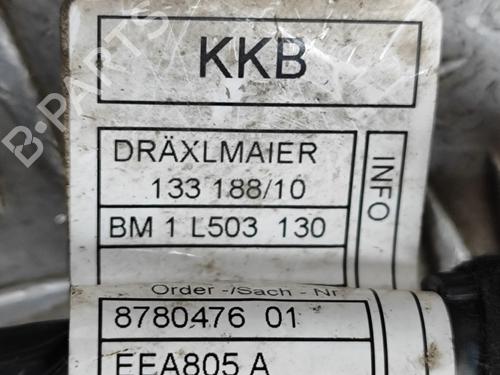 KKB
DRÄXLMAIER
133 188/10
BM 1 L503 130
INFO
Order -/Sach - Nr
8780476 01
EEA805 A
B-PARTS